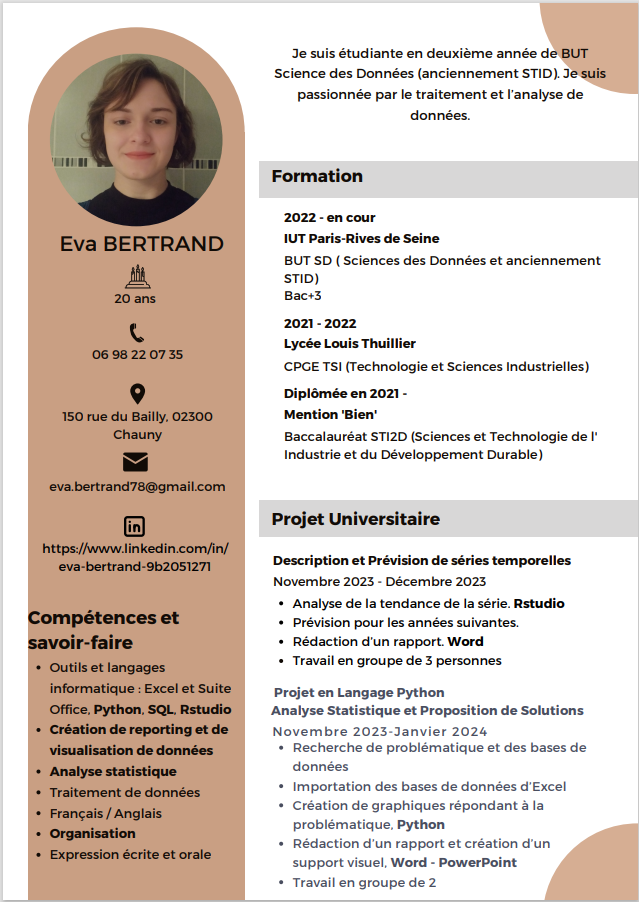 Eva BERTRAND
20 ans
06 98 22 07 35
150 rue du Bailly, 02300
Chauny
eva.bertrand78@gmail.com
https://www.linkedin.com/in/
eva-bertrand-9b2051271
Compétences et
savoir-faire
• Outils et langages
informatique : Excel et Suite
Office, Python, SQL, Rstudio
• Création de reporting et de
visualisation de données
• Analyse statistique
• Traitement de données
• Français / Anglais
• Organisation
• Expression écrite et orale
Je suis étudiante en deuxième année de BUT
Science des Données (anciennement STID). Je suis
passionnée par le traitement et l'analyse de
données.
Formation
2022 - en cour
IUT Paris-Rives de Seine
BUT SD ( Sciences des Données et anciennement
STID)
Bac+3
2021 - 2022
Lycée Louis Thuillier
CPGE TSI (Technologie et Sciences Industrielles)
Diplômée en 2021 -
Mention 'Bien'
Baccalauréat STI2D (Sciences et Technologie de l'
Industrie et du Développement Durable)
Projet Universitaire
Description et Prévision de séries temporelles
Novembre 2023 - Décembre 2023
• Analyse de la tendance de la série. Rstudio
• Prévision pour les années suivantes.
• Rédaction d'un rapport. Word
• Travail en groupe de 3 personnes
Projet en Langage Python
Analyse Statistique et Proposition de Solutions
Novembre 2023-Janvier 2024
• Recherche de problématique et des bases de
données
• Importation des bases de données d'Excel
• Création de graphiques répondant à la
problématique, Python
• Rédaction d'un rapport et création d'un
support visuel, Word - PowerPoint
• Travail en groupe de 2